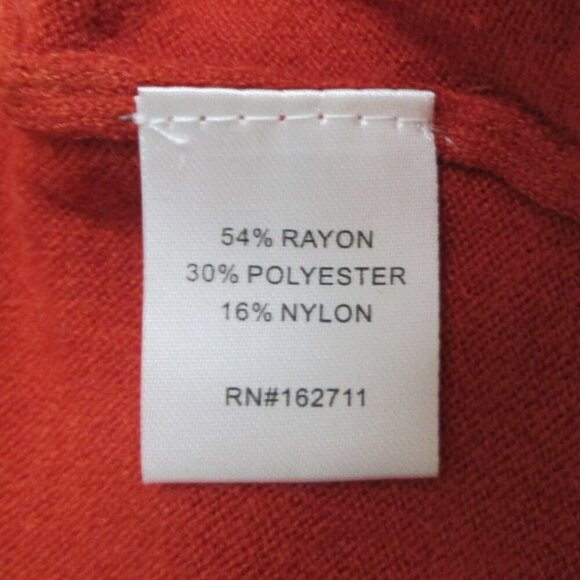 54% RAYON
30% POLYESTER
16% NYLON
RN#162711